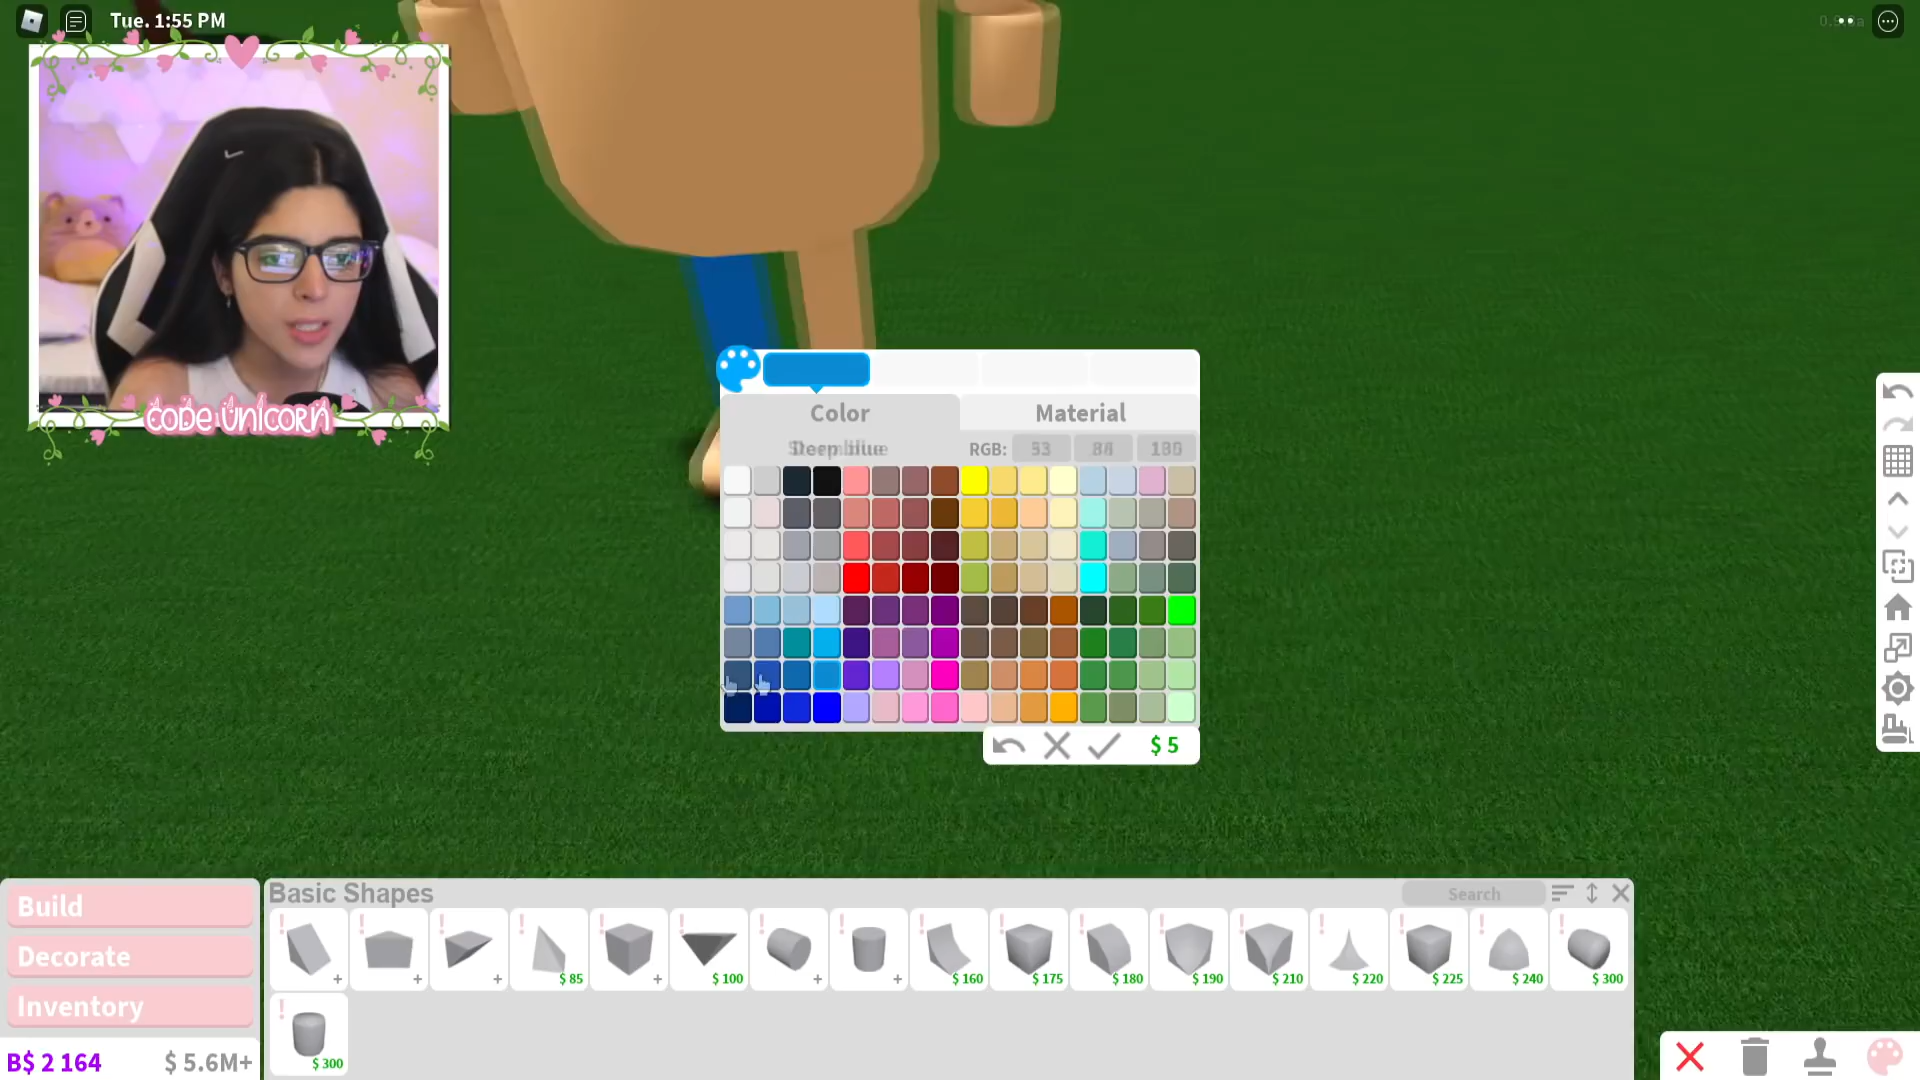 Tue. 1:55 PM
CODE UNICORN
Color
Material
RGB:
$ 5
Build
Decorate
Inventory
B$ 2 164
$ 5.6M+
Basic Shapes
Search
$ 85
$ 100
$ 160
$ 175
$ 180
$ 190
$ 210
$ 220
$ 225
$ 240
$ 300
$ 300